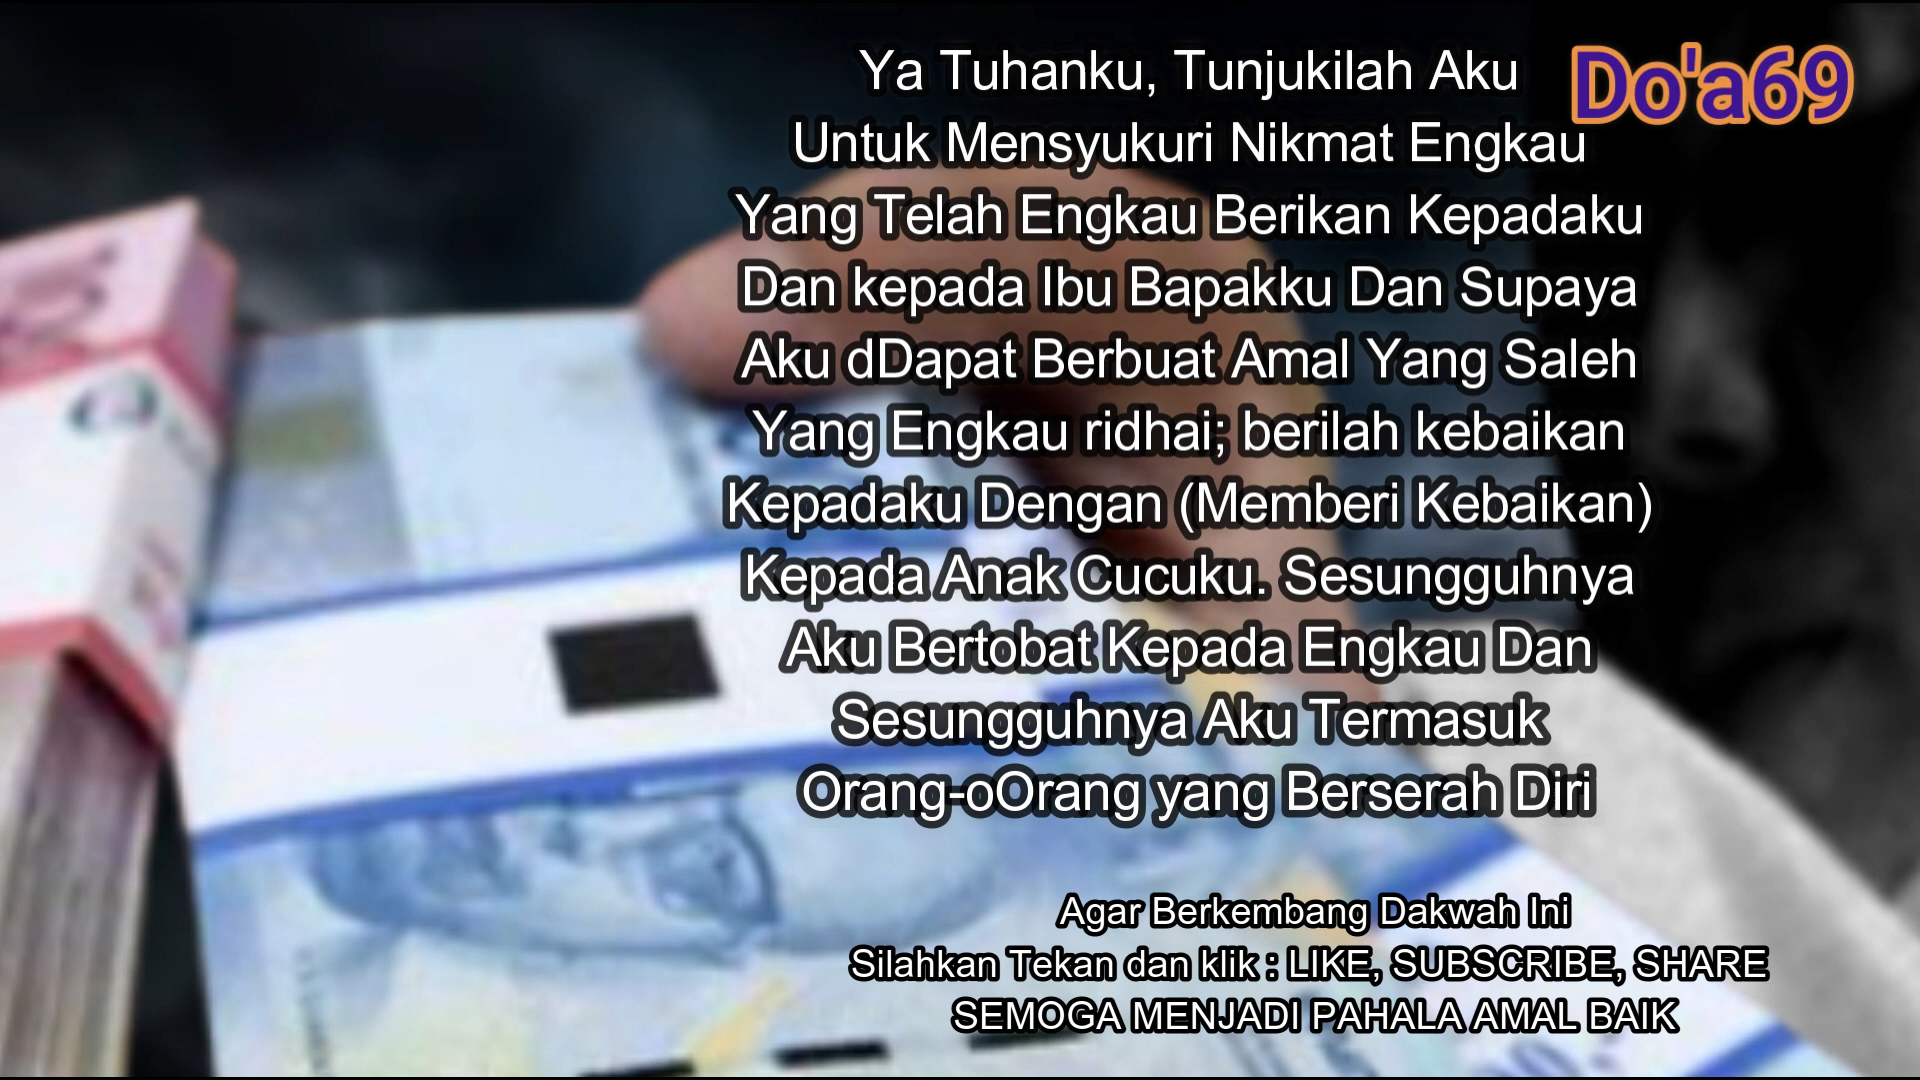 Ya Tuhanku, Tunjukilah Aku
Do'a69
Untuk Mensyukuri Nikmat Engkau
Yang Telah Engkau Berikan Kepadaku
Dan kepada Ibu Bapakku Dan Supaya
Aku dDapat Berbuat Amal Yang Saleh
Yang Engkau ridhai; berilah kebaikan
Kepadaku Dengan (Memberi Kebaikan)
Kepada Anak Cucuku. Sesungguhnya
Aku Bertobat Kepada Engkau Dan
Sesungguhnya Aku Termasuk
Orang-oOrang yang Berserah Diri
Agar Berkembang Dakwah Ini
Silahkan Tekan dan klik : LIKE, SUBSCRIBE, SHARE
SEMOGA MENJADI PAHALA AMAL BAIK